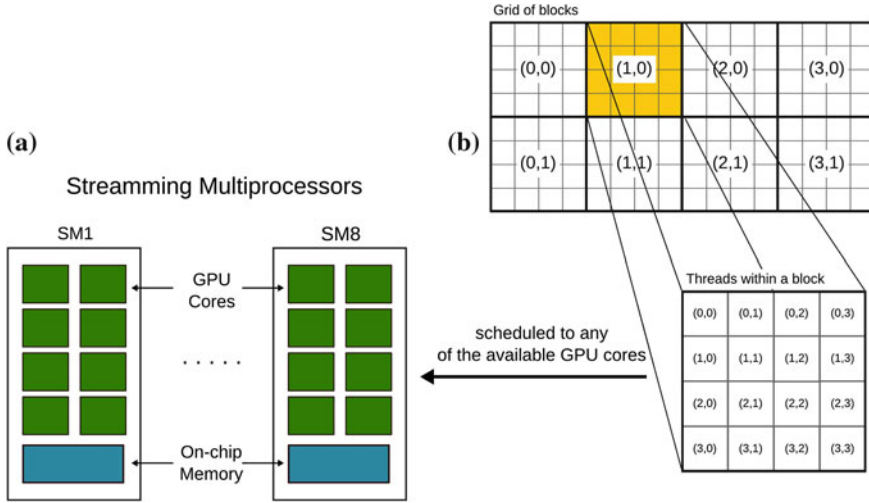 Grid of blocks
(0,0) (1,0) (2,0) (3,0)
(a) (b)
(0,1) (1,1) (2,1) (3,1)
Streamming Multiprocessors
SM1 SM8
GPU
Cores
. . . . .
On-chip
Memory
scheduled to any
of the available GPU cores
Threads within a block
(0,0) (0,1) (0,2) (0,3)
(1,0) (1,1) (1,2) (1,3)
(2,0) (2,1) (2,2) (2,3)
(3,0) (3,1) (3,2) (3,3)